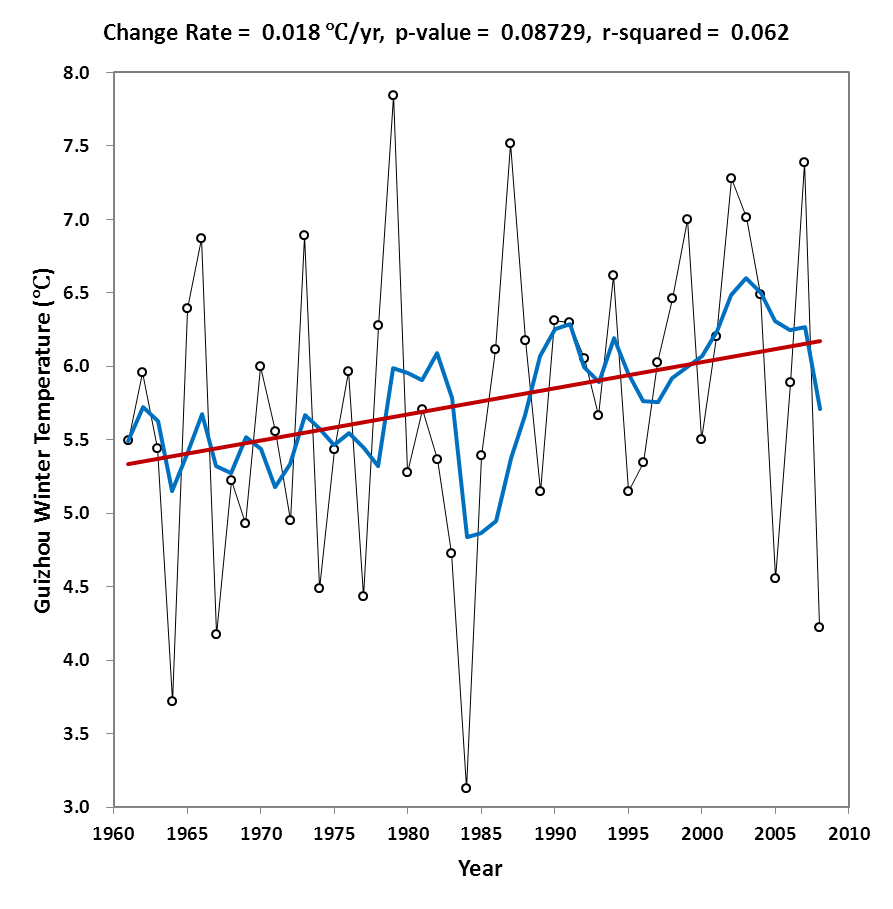 Change Rate = 0.018 ℃/yr, p-value = 0.08729, r-squared = 0.062
8.0
7.5
7.0
6.5
6.0
5.5
5.0
4.5
4.0
3.5
3.0
Guizhou Winter Temperature (℃)
1960 1965 1970 1975 1980 1985 1990 1995 2000 2005 2010
Year